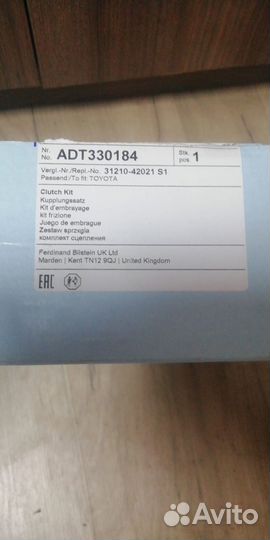 Nr.
No. ADT330184
Stk.
pcs. 1
Vergl.-Nr./Repl.-No. 31210-42021 S1
Passend/To fit: TOYOTA
Clutch Kit
Kupplungssatz
Kit d'embrayage
kit frizione
Juego de embrague
Zestaw sprzęgła
комплект сцепления
Ferdinand Bilstein UK Ltd
Marden | Kent TN12 9QJ | United Kingdom
EAC
Avito